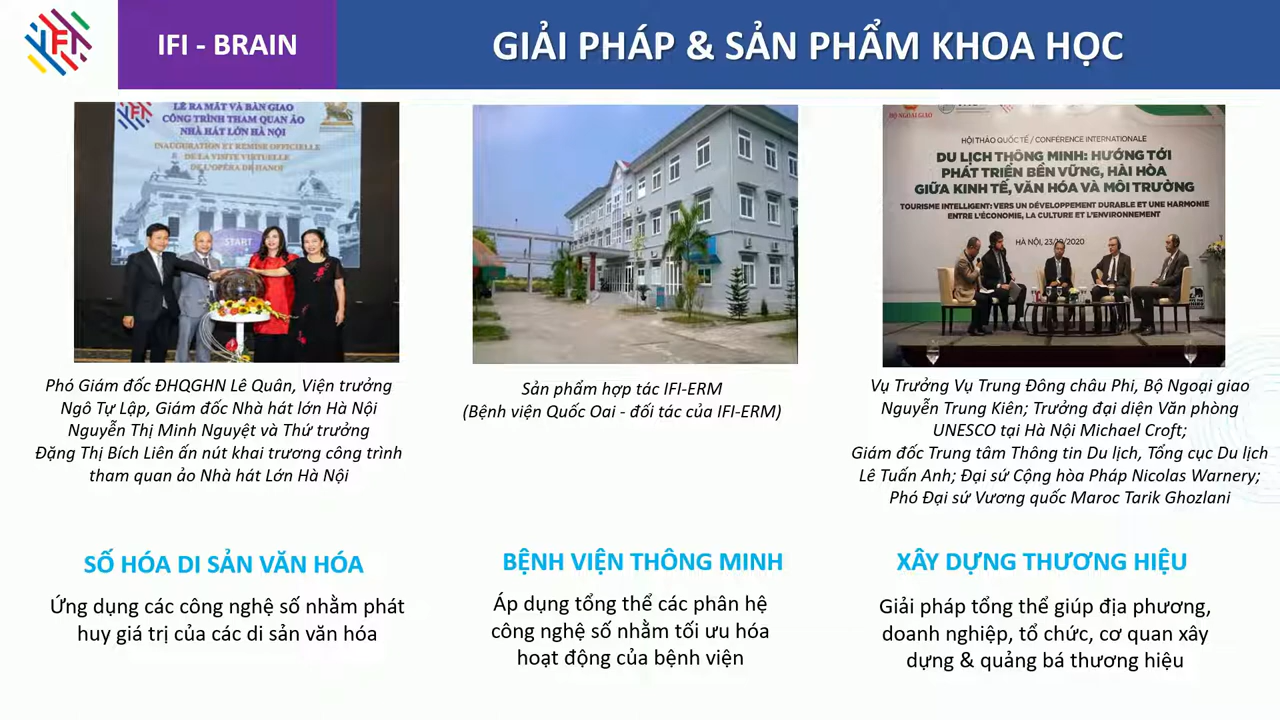 IFI
IFI - BRAIN
GIẢI PHÁP & SẢN PHẨM KHOA HỌC
LỄ RA MẮT VÀ BÀN GIAO
CÔNG TRÌNH THAM QUAN ẢO
NHÀ HÁT LỚN HÀ NỘI
INAUGURATION ET REMISE OFFICIELLE
DE LA VISITE VIRTUELLE
DE L'OPÉRA DE HANOI
START
Phó Giám đốc ĐHQGHN Lê Quân, Viện trưởng
Ngô Tự Lập, Giám đốc Nhà hát lớn Hà Nội
Nguyễn Thị Minh Nguyệt và Thứ trưởng
Đặng Thị Bích Liên ấn nút khai trương công trình
tham quan ảo Nhà hát Lớn Hà Nội
SỐ HÓA DI SẢN VĂN HÓA
Ứng dụng các công nghệ số nhằm phát
huy giá trị của các di sản văn hóa
Sản phẩm hợp tác IFI-ERM
(Bệnh viện Quốc Oai - đối tác của IFI-ERM)
BỆNH VIỆN THÔNG MINH
Áp dụng tổng thể các phân hệ
công nghệ số nhằm tối ưu hóa
hoạt động của bệnh viện
BỘ NGOẠI GIAO
HỘI THẢO QUỐC TẾ / CONFERENCE INTERNATIONALE
DU LỊCH THÔNG MINH: HƯỚNG TỚI
PHÁT TRIỂN BỀN VỮNG, HÀI HÒA
GIỮA KINH TẾ, VĂN HÓA VÀ MÔI TRƯỜNG
TOURISME INTELLIGENT: VERS UN DÉVELOPPEMENT DURABLE ET UNE HARMONIE
ENTRE L'ÉCONOMIE, LA CULTURE ET L'ENVIRONNEMENT
Vụ Trưởng Vụ Trung Đông châu Phi, Bộ Ngoại giao
Nguyễn Trung Kiên; Trưởng đại diện Văn phòng
UNESCO tại Hà Nội Michael Croft;
Giám đốc Trung tâm Thông tin Du lịch, Tổng cục Du lịch
Lê Tuấn Anh; Đại sứ Cộng hòa Pháp Nicolas Warnery;
Phó Đại sứ Vương quốc Maroc Tarik Ghozlani
XÂY DỰNG THƯƠNG HIỆU
Giải pháp tổng thể giúp địa phương,
doanh nghiệp, tổ chức, cơ quan xây
dựng & quảng bá thương hiệu